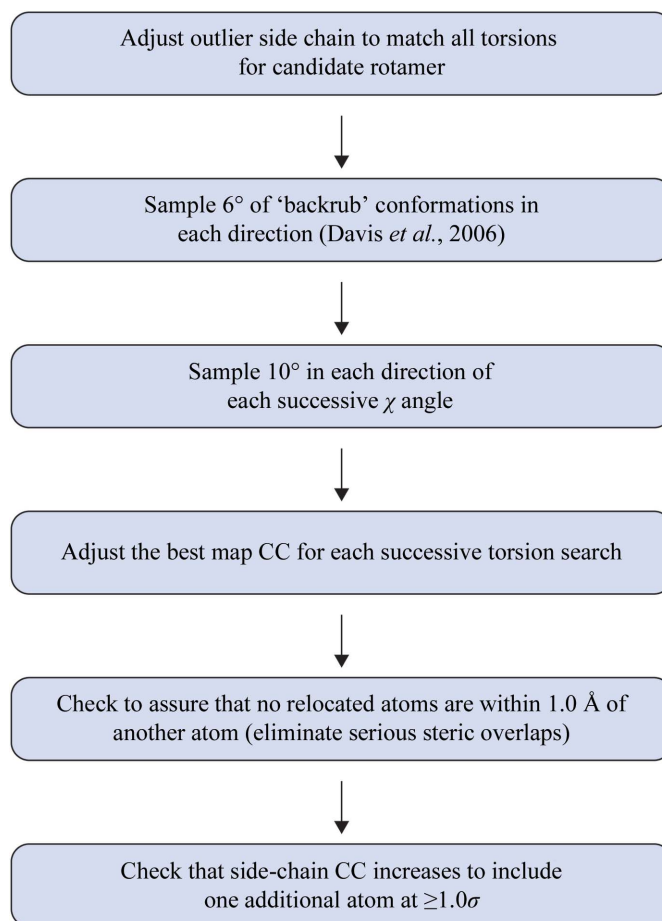 Adjust outlier side chain to match all torsions
for candidate rotamer
Sample 6° of ‘backrub’ conformations in
each direction (Davis et al., 2006)
Sample 10° in each direction of
each successive χ angle
Adjust the best map CC for each successive torsion search
Check to assure that no relocated atoms are within 1.0 Å of
another atom (eliminate serious steric overlaps)
Check that side-chain CC increases to include
one additional atom at ≥1.0σ